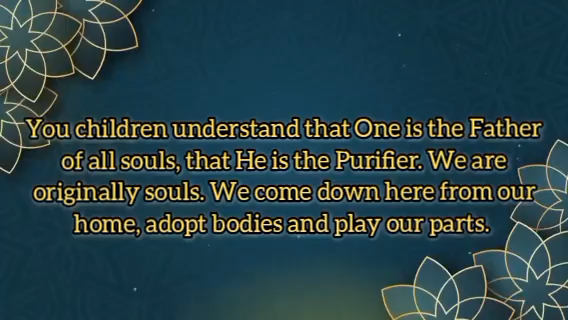 You children understand that One is the Father
of all souls, that He is the Purifier. We are
originally souls. We come down here from our
home, adopt bodies and play our parts.